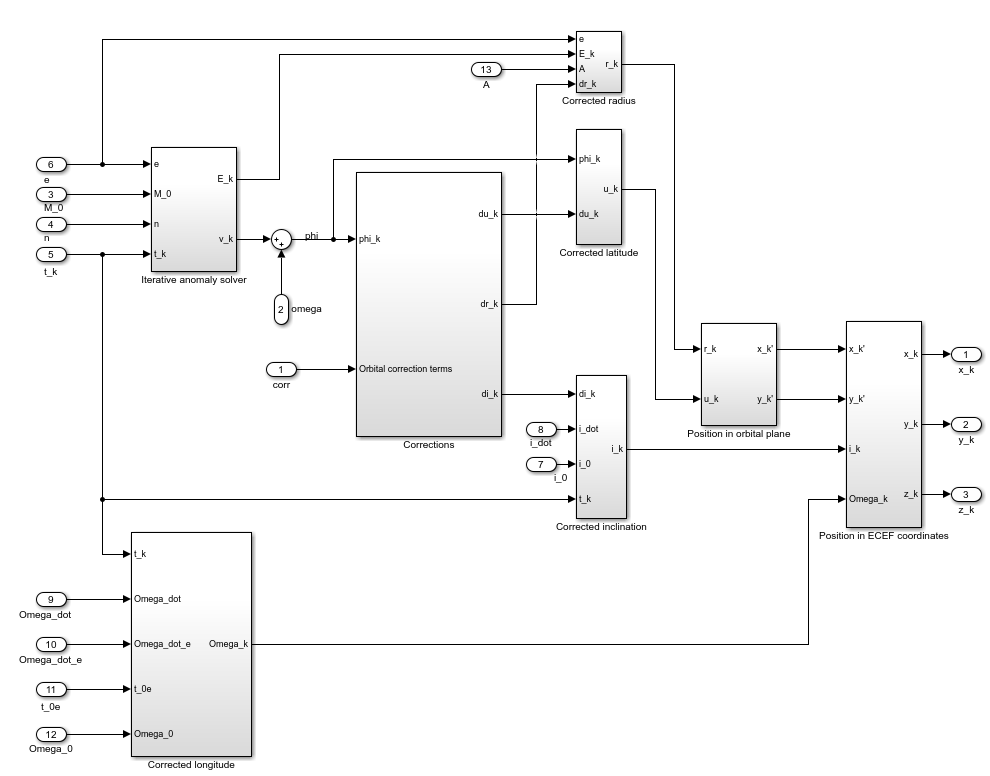 e
E_k
A
dr_k
r_k
Corrected radius
13
A
phi_k
du_k
u_k
Corrected latitude
6
e
3
M_0
4
n
5
t_k
e
M_0
n
t_k
E_k
v_k
Iterative anomaly solver
+
+
phi
2
omega
1
corr
phi_k
Orbital correction terms
du_k
dr_k
di_k
Corrections
di_k
i_dot
i_0
t_k
i_k
Corrected inclination
8
i_dot
7
i_0
r_k
u_k
x_k'
y_k'
Position in orbital plane
x_k'
y_k'
i_k
Omega_k
x_k
y_k
z_k
Position in ECEF coordinates
1
x_k
2
y_k
3
z_k
t_k
Omega_dot
Omega_dot_e
t_0e
Omega_0
Omega_k
Corrected longitude
9
Omega_dot
10
Omega_dot_e
11
t_0e
12
Omega_0